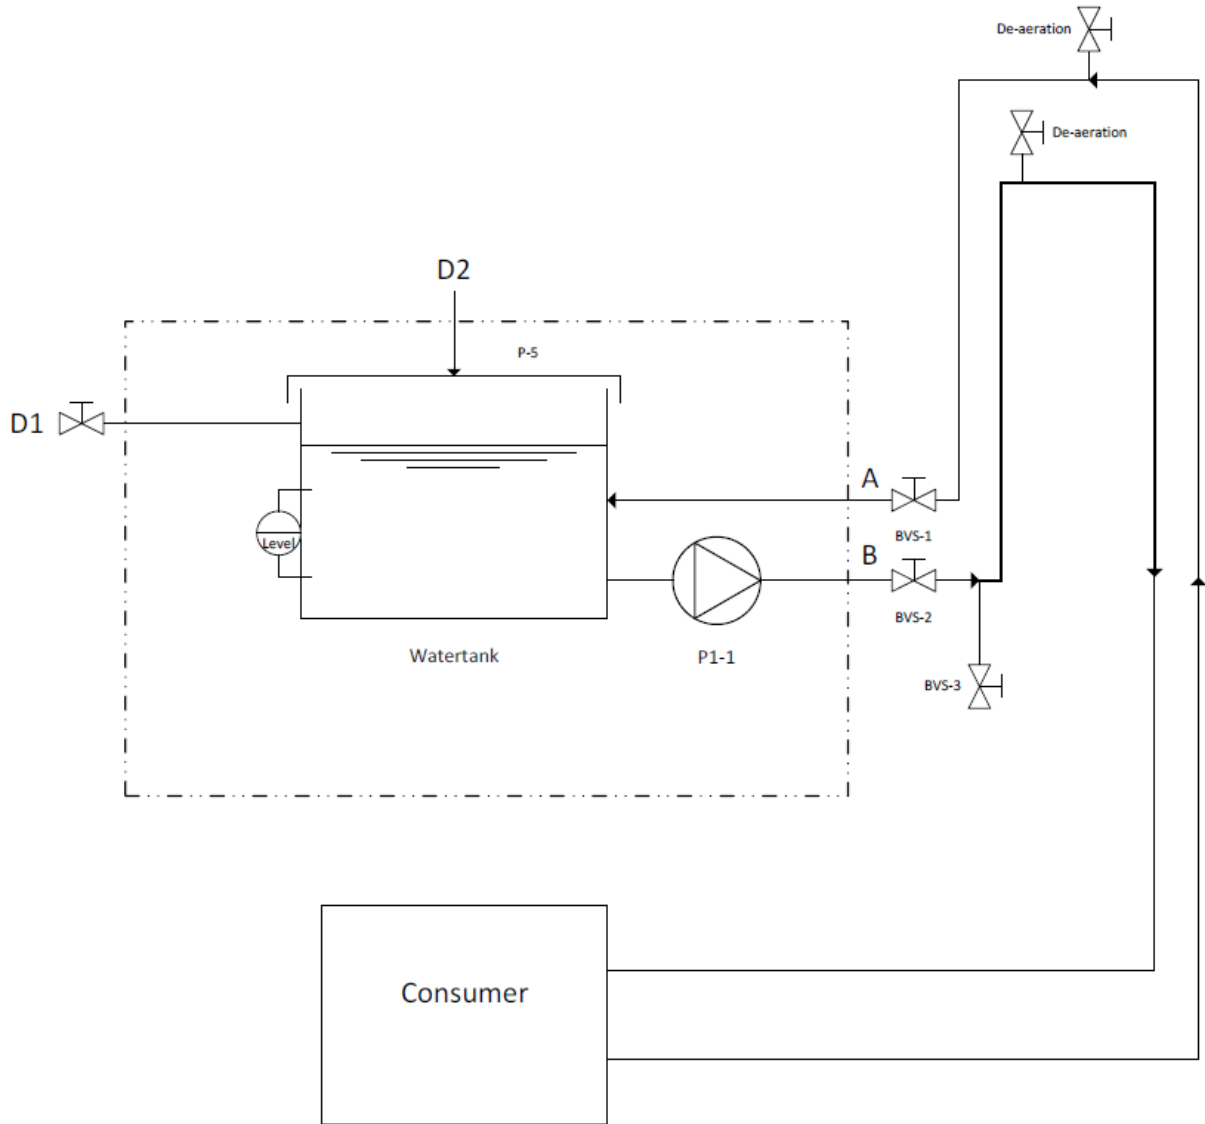 De-aeration
De-aeration
D2
P-5
D1
A
BVS-1
Level
B
BVS-2
Watertank
P1-1
BVS-3
Consumer